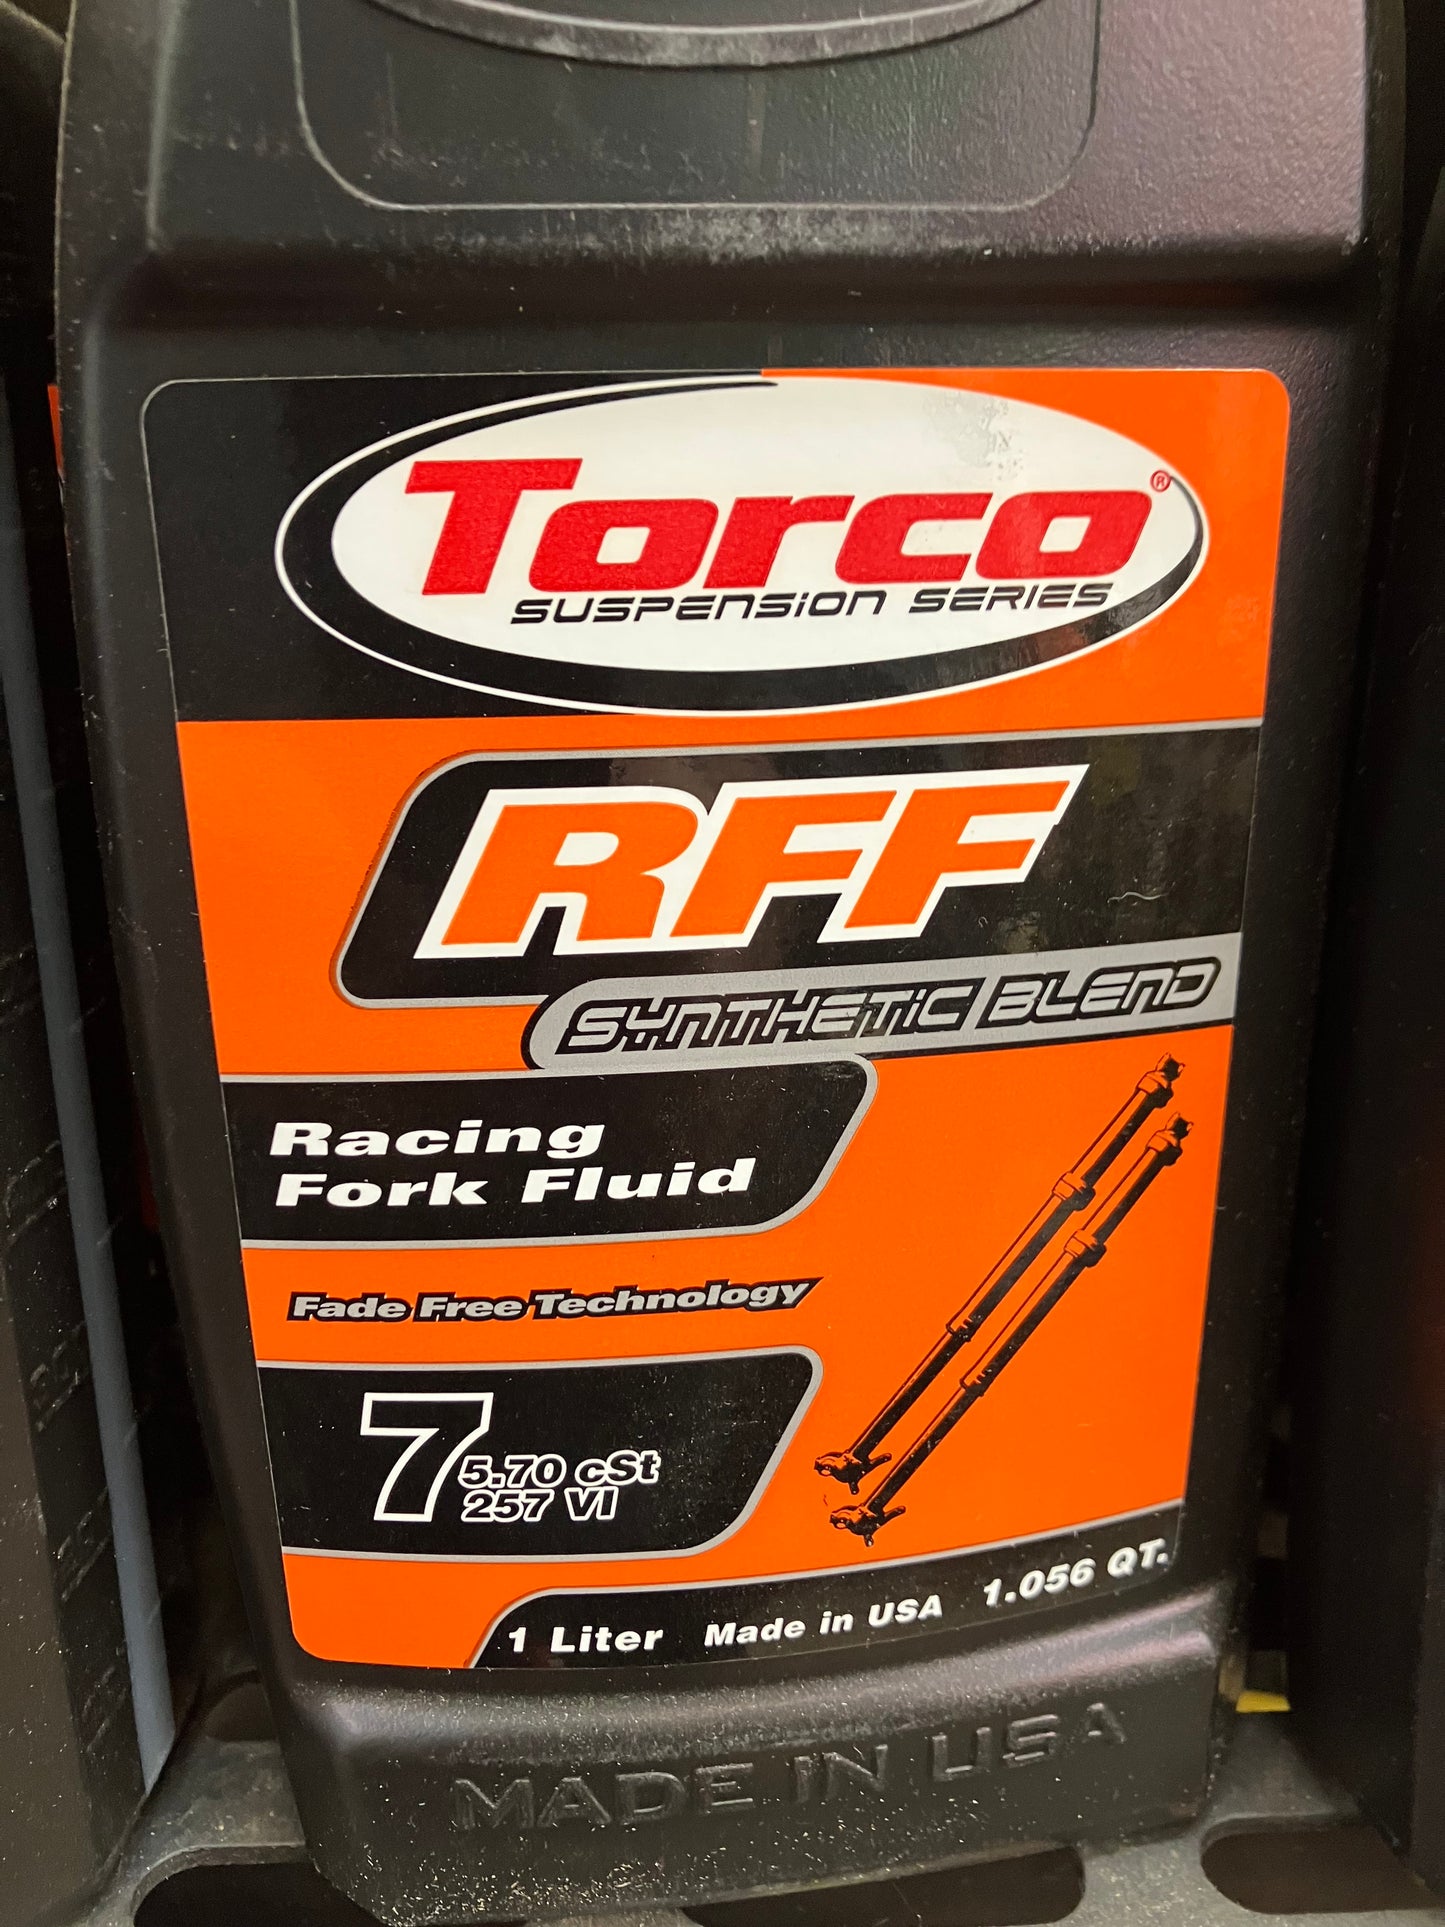 Torco®
SUSPENSION SERIES
RFF
SYNTHETIC BLEND
Racing
Fork Fluid
Fade Free Technology
7
5.70 cSt
257 VI
1 Liter Made in USA 1.056 QT.
MADE IN USA